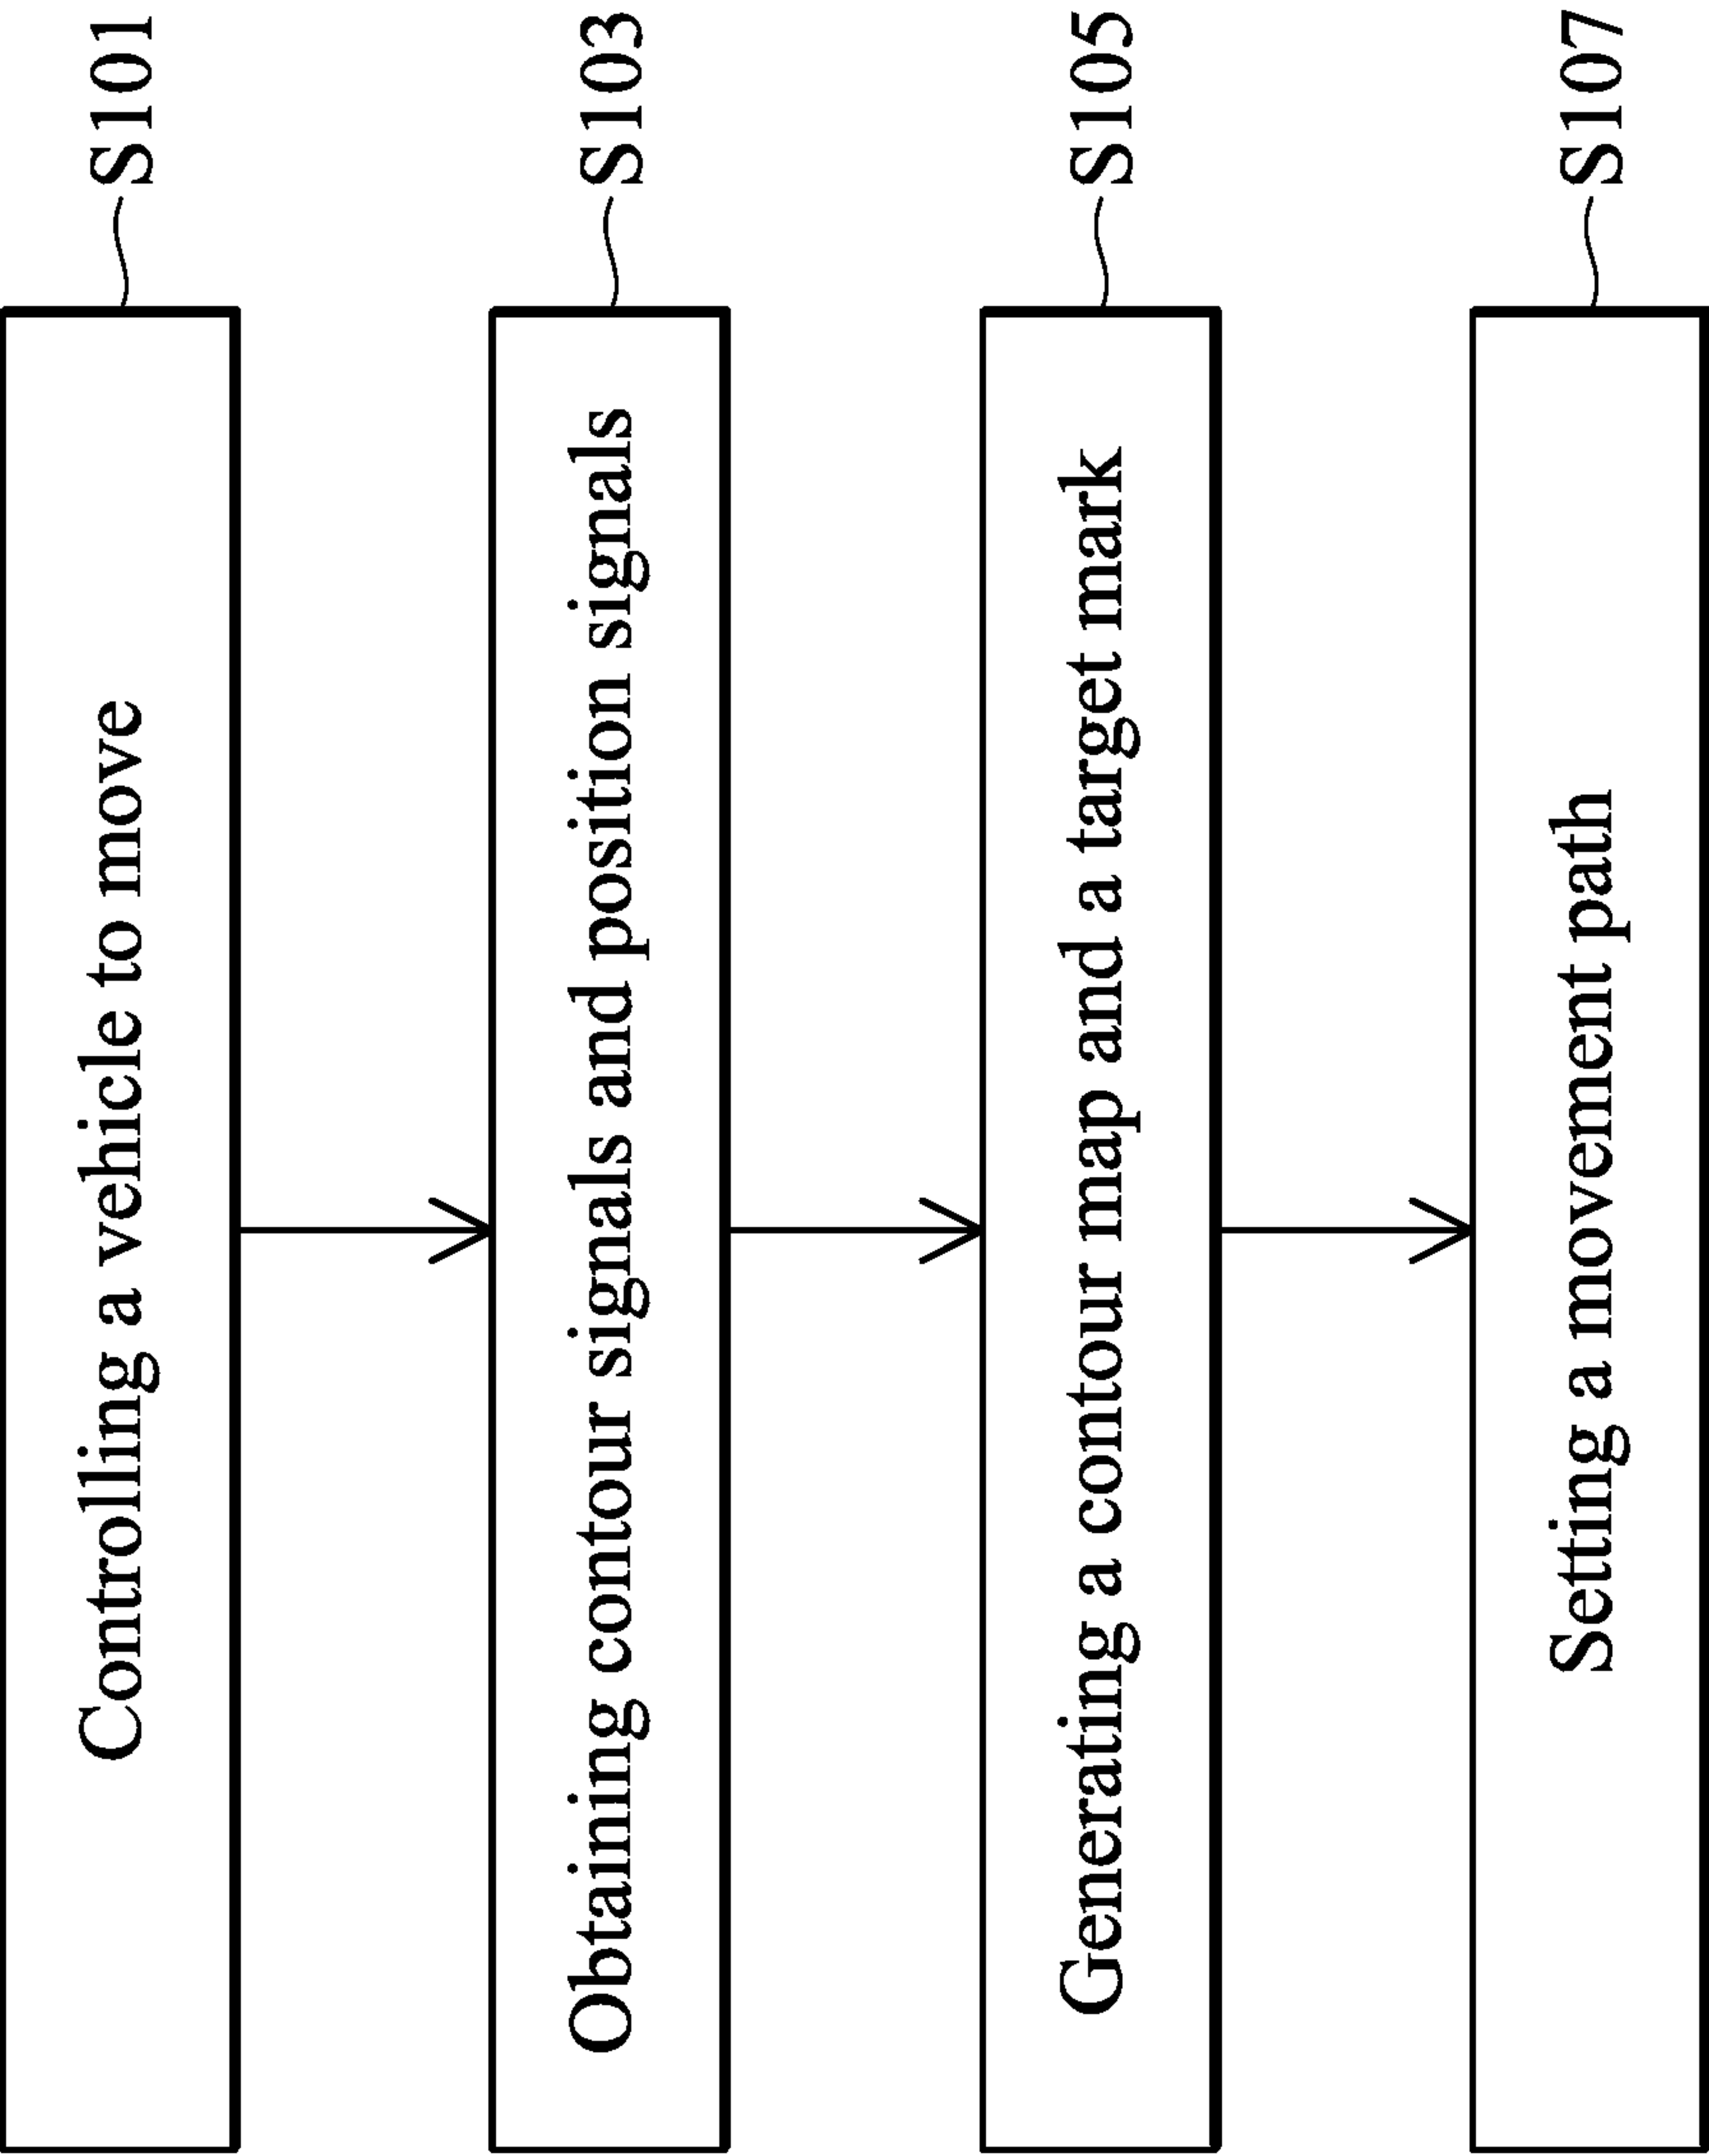 Controlling a vehicle to move
S101
Obtaining contour signals and position signals
S103
Generating a contour map and a target mark
S105
Setting a movement path
S107